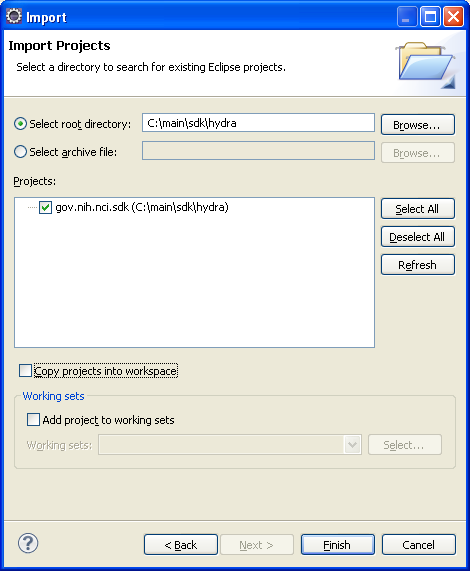 Import
Import Projects
Select a directory to search for existing Eclipse projects.
Select root directory: C:\main\sdk\hydra Browse...
Select archive file: Browse...
Projects:
gov.nih.nci.sdk (C:\main\sdk\hydra)
Select All
Deselect All
Refresh
Copy projects into workspace
Working sets
Add project to working sets
Working sets: Select...
? < Back Next > Finish Cancel